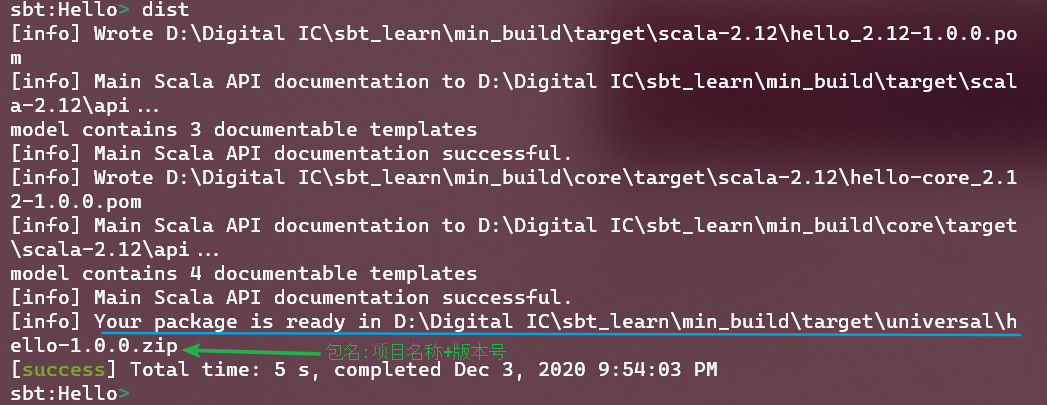 sbt:Hello> dist
[info] Wrote D:\Digital IC\sbt_learn\min_build\target\scala-2.12\hello_2.12-1.0.0.po
m
[info] Main Scala API documentation to D:\Digital IC\sbt_learn\min_build\target\scal
a-2.12\api...
model contains 3 documentable templates
[info] Main Scala API documentation successful.
[info] Wrote D:\Digital IC\sbt_learn\min_build\core\target\scala-2.12\hello-core_2.1
2-1.0.0.pom
[info] Main Scala API documentation to D:\Digital IC\sbt_learn\min_build\core\target
\scala-2.12\api...
model contains 4 documentable templates
[info] Main Scala API documentation successful.
[info] Your package is ready in D:\Digital IC\sbt_learn\min_build\target\universal\h
ello-1.0.0.zip 包名:项目名称+版本号
[success] Total time: 5 s, completed Dec 3, 2020 9:54:03 PM
sbt:Hello>